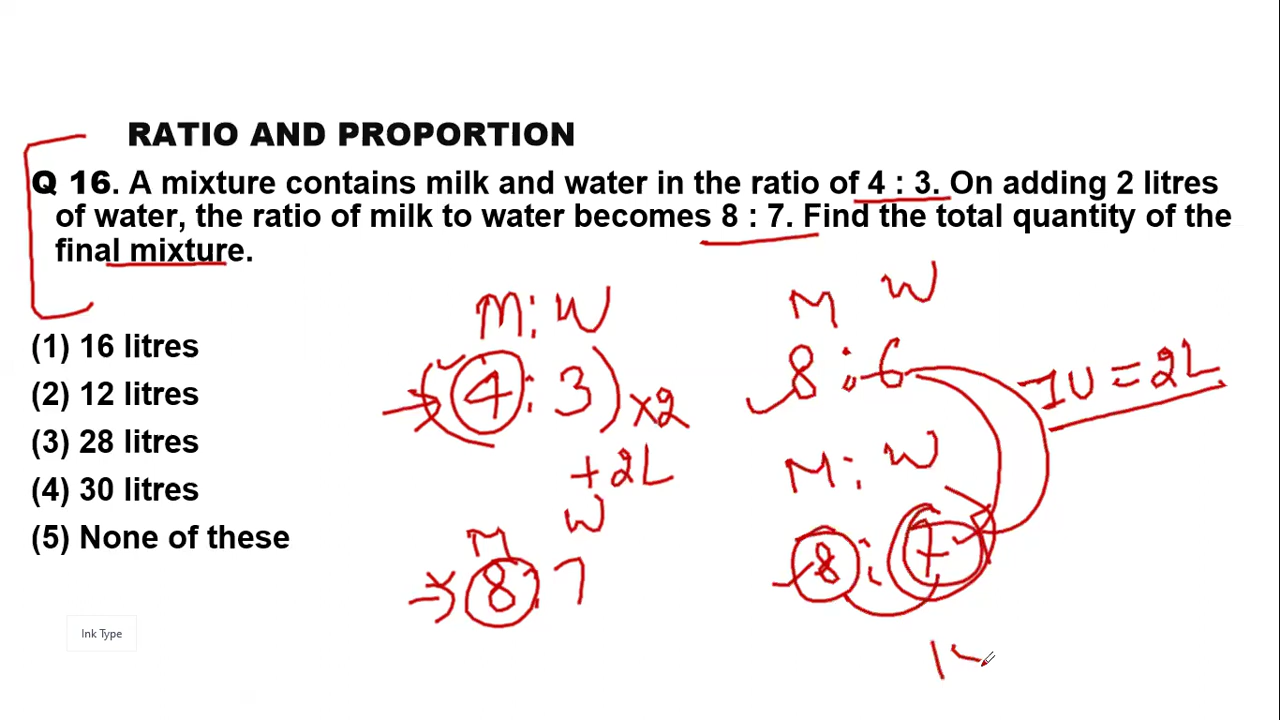 RATIO AND PROPORTION
Q 16. A mixture contains milk and water in the ratio of 4 : 3. On adding 2 litres
of water, the ratio of milk to water becomes 8 : 7. Find the total quantity of the
final mixture.
(1) 16 litres
(2) 12 litres
(3) 28 litres
(4) 30 litres
(5) None of these
M : W
4 : 3) ×2
+2L
M W
8 : 7
M W
8 : 6
1U = 2L
M : W
8 : 7
Ink Type